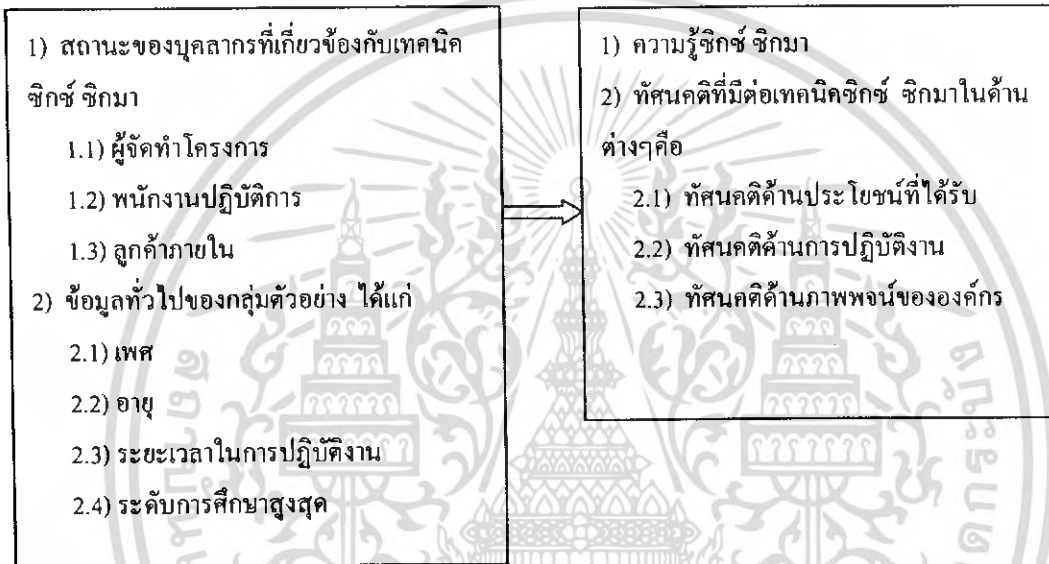 1) สถานะของบุคลากรที่เกี่ยวข้องกับเทคนิค
ซิกซ์ ซิกมา
1.1) ผู้จัดทำโครงการ
1.2) พนักงานปฏิบัติการ
1.3) ลูกค้าภายใน
2) ข้อมูลทั่วไปของกลุ่มตัวอย่าง ได้แก่
2.1) เพศ
2.2) อายุ
2.3) ระยะเวลาในการปฏิบัติงาน
2.4) ระดับการศึกษาสูงสุด
1) ความรู้ซิกซ์ ซิกมา
2) ทัศนคติที่มีต่อเทคนิคซิกซ์ ซิกมาในด้าน
ต่างๆคือ
2.1) ทัศนคติด้านประโยชน์ที่ได้รับ
2.2) ทัศนคติด้านการปฏิบัติงาน
2.3) ทัศนคติด้านภาพพจน์ขององค์กร